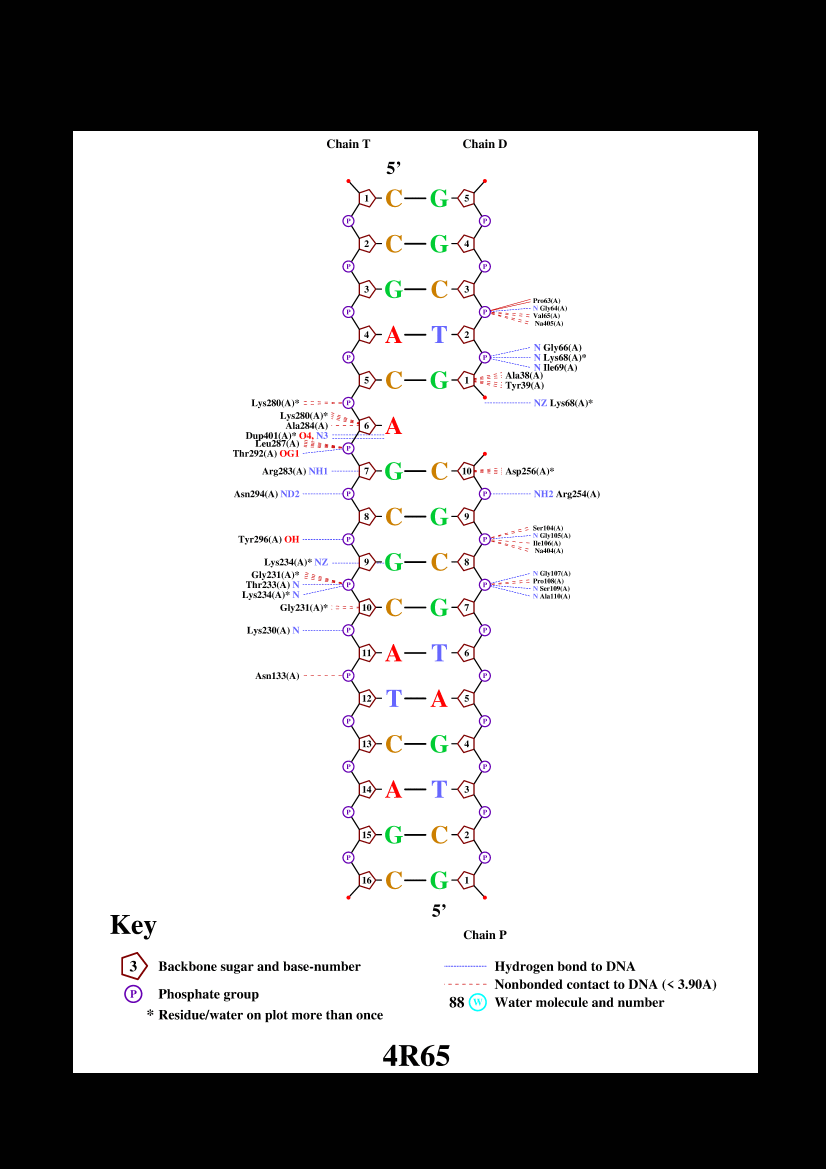 Chain T Chain D
5'
1 C G 5
P P
2 C G 4
P P
3 G C 3
Pro63(A)
P P N Gly64(A)
Val65(A)
Na405(A)
4 A T 2
N Gly66(A)
P P N Lys68(A)*
N Ile69(A)
5 C G 1 Ala38(A)
Tyr39(A)
Lys280(A)* P NZ Lys68(A)*
Lys280(A)*
Ala284(A) 6 A
Dup401(A)* O4, N3
Leu287(A) P
Thr292(A) OG1
Arg283(A) NH1 7 G C 10 Asp256(A)*
Asn294(A) ND2 P P NH2 Arg254(A)
8 C G 9
Ser104(A)
Tyr296(A) OH P P N Gly105(A)
Ile106(A)
Na404(A)
Lys234(A)* NZ 9 G C 8
Gly231(A)* N Gly107(A)
Thr233(A) N P P Pro108(A)
Lys234(A)* N N Ser109(A)
N Ala110(A)
Gly231(A)* 10 C G 7
Lys230(A) N P P
11 A T 6
Asn133(A) P P
12 T A 5
P P
13 C G 4
P P
14 A T 3
P P
15 G C 2
P P
16 C G 1
5'
Chain P
Key
3 Backbone sugar and base-number
P Phosphate group
* Residue/water on plot more than once
Hydrogen bond to DNA
Nonbonded contact to DNA (< 3.90A)
88 W Water molecule and number
4R65